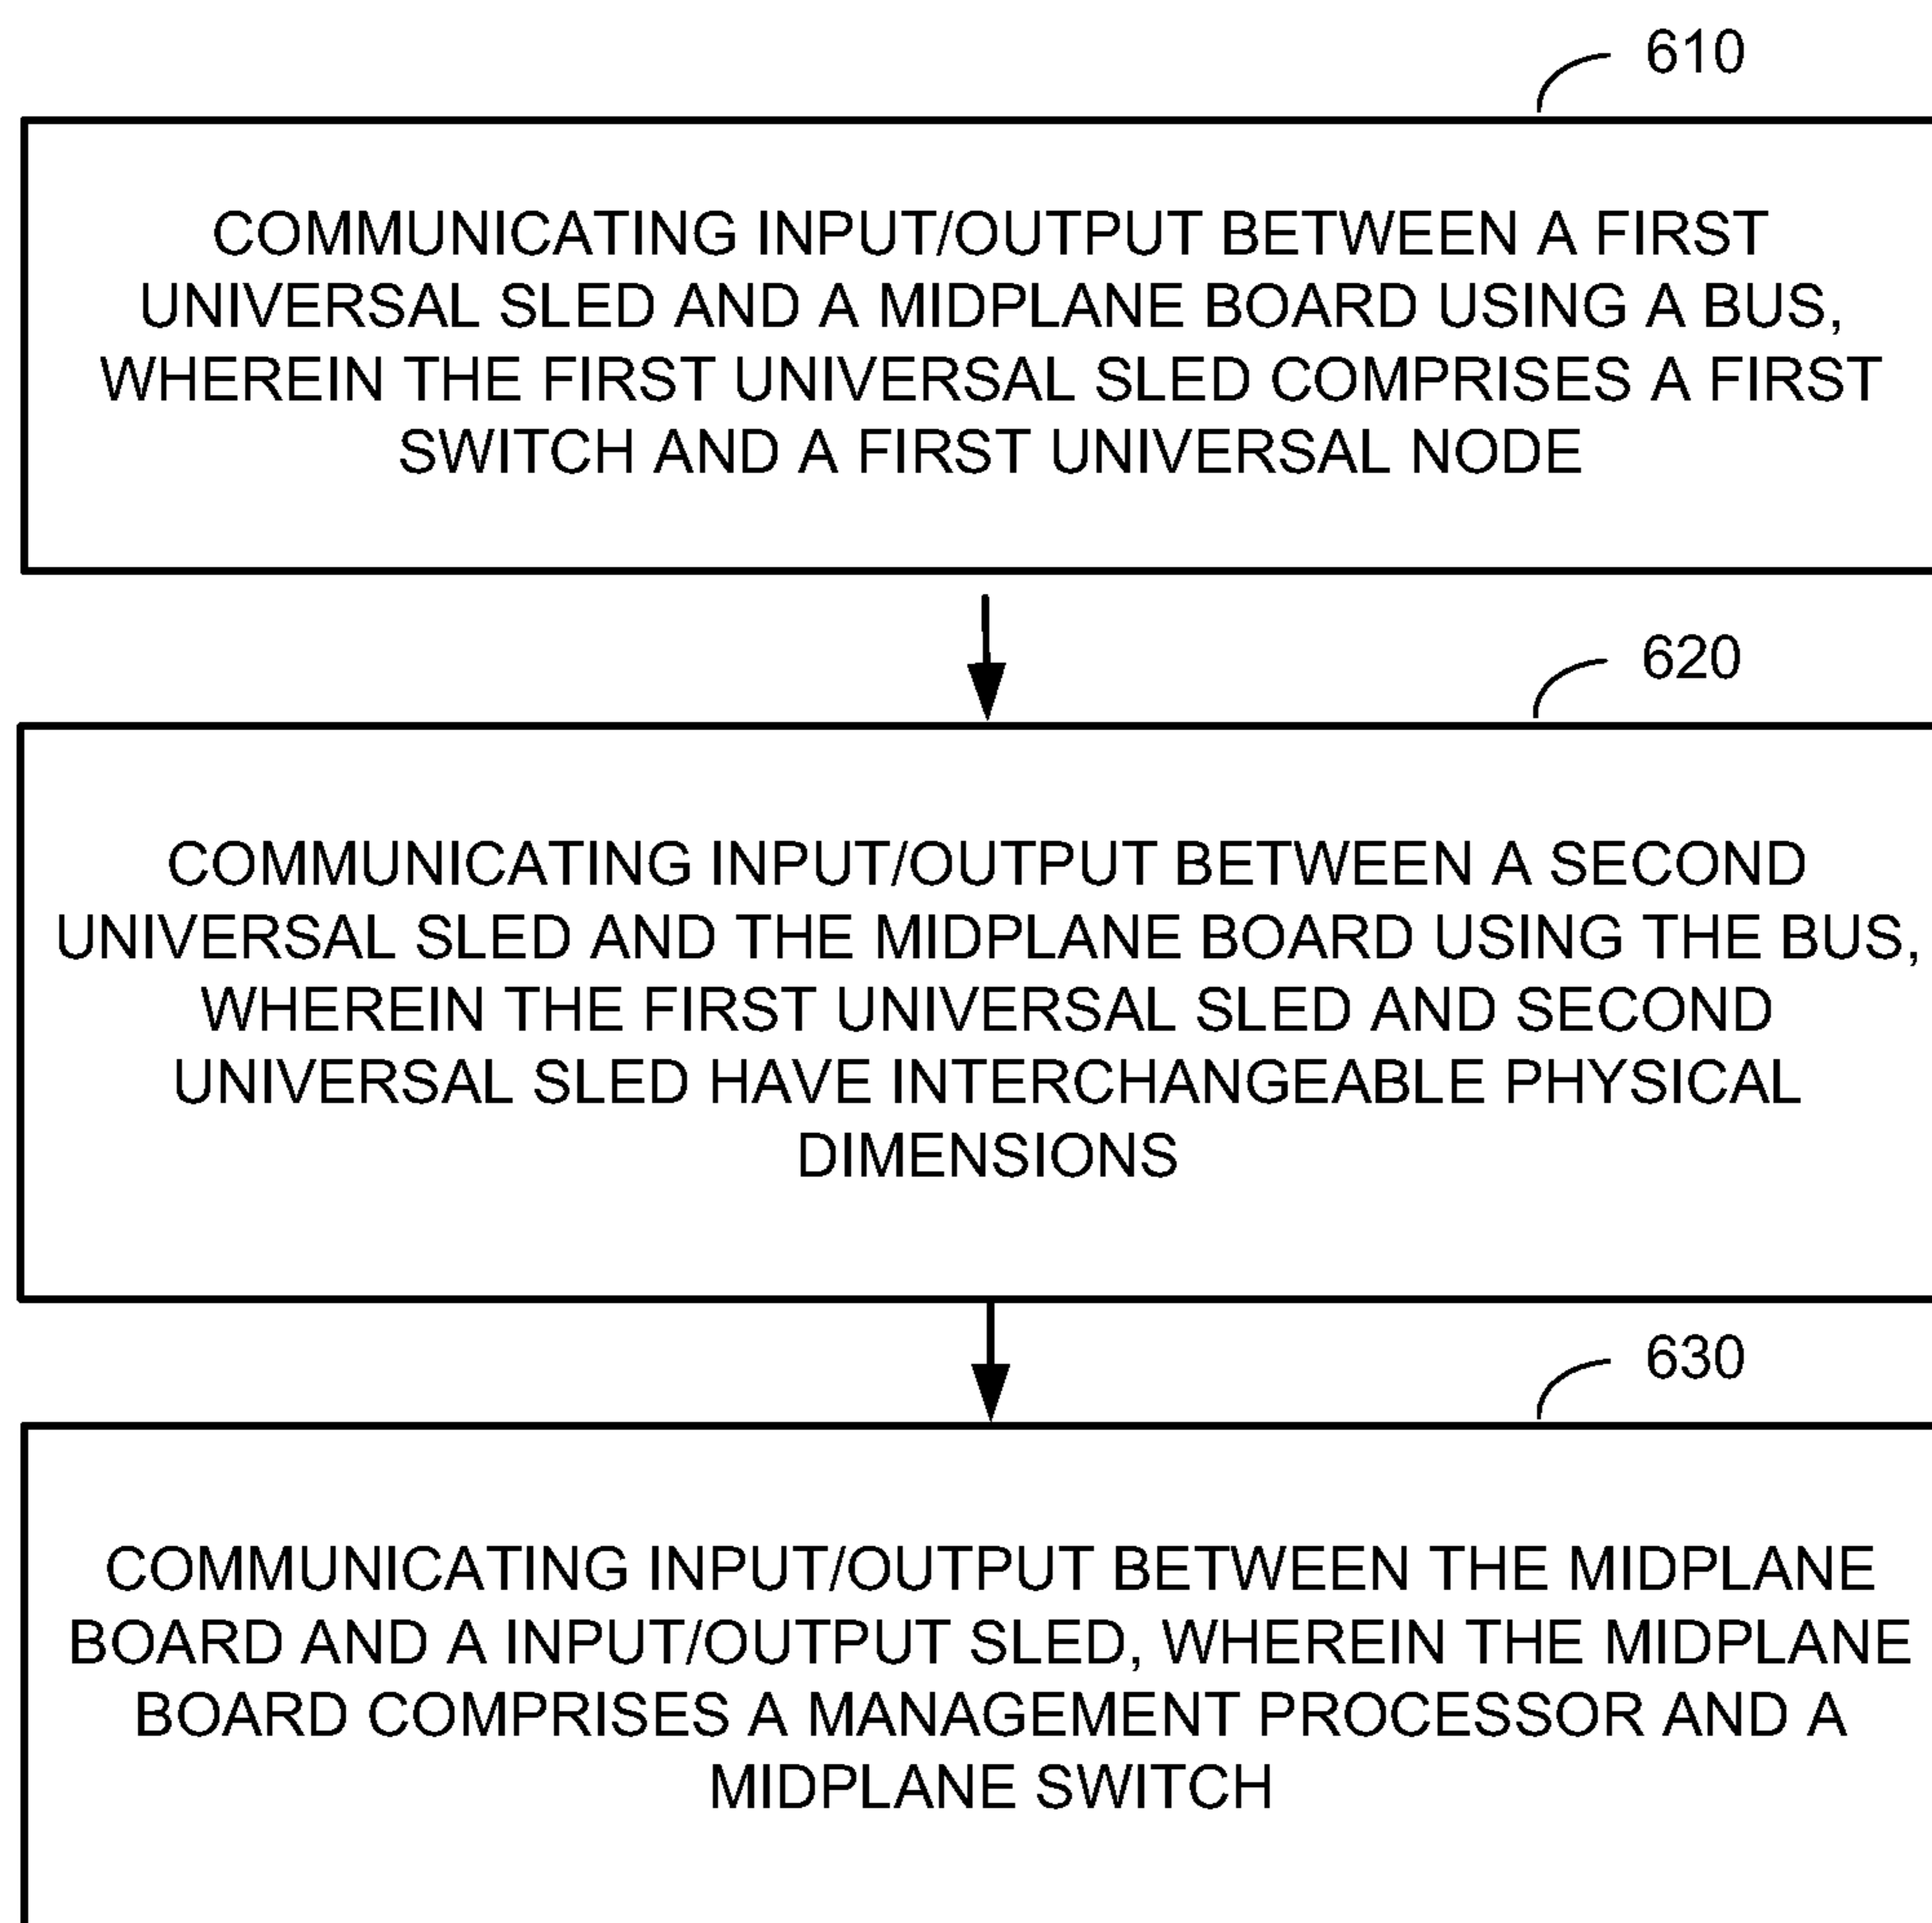 610
COMMUNICATING INPUT/OUTPUT BETWEEN A FIRST
UNIVERSAL SLED AND A MIDPLANE BOARD USING A BUS,
WHEREIN THE FIRST UNIVERSAL SLED COMPRISES A FIRST
SWITCH AND A FIRST UNIVERSAL NODE
620
COMMUNICATING INPUT/OUTPUT BETWEEN A SECOND
UNIVERSAL SLED AND THE MIDPLANE BOARD USING THE BUS,
WHEREIN THE FIRST UNIVERSAL SLED AND SECOND
UNIVERSAL SLED HAVE INTERCHANGEABLE PHYSICAL
DIMENSIONS
630
COMMUNICATING INPUT/OUTPUT BETWEEN THE MIDPLANE
BOARD AND A INPUT/OUTPUT SLED, WHEREIN THE MIDPLANE
BOARD COMPRISES A MANAGEMENT PROCESSOR AND A
MIDPLANE SWITCH